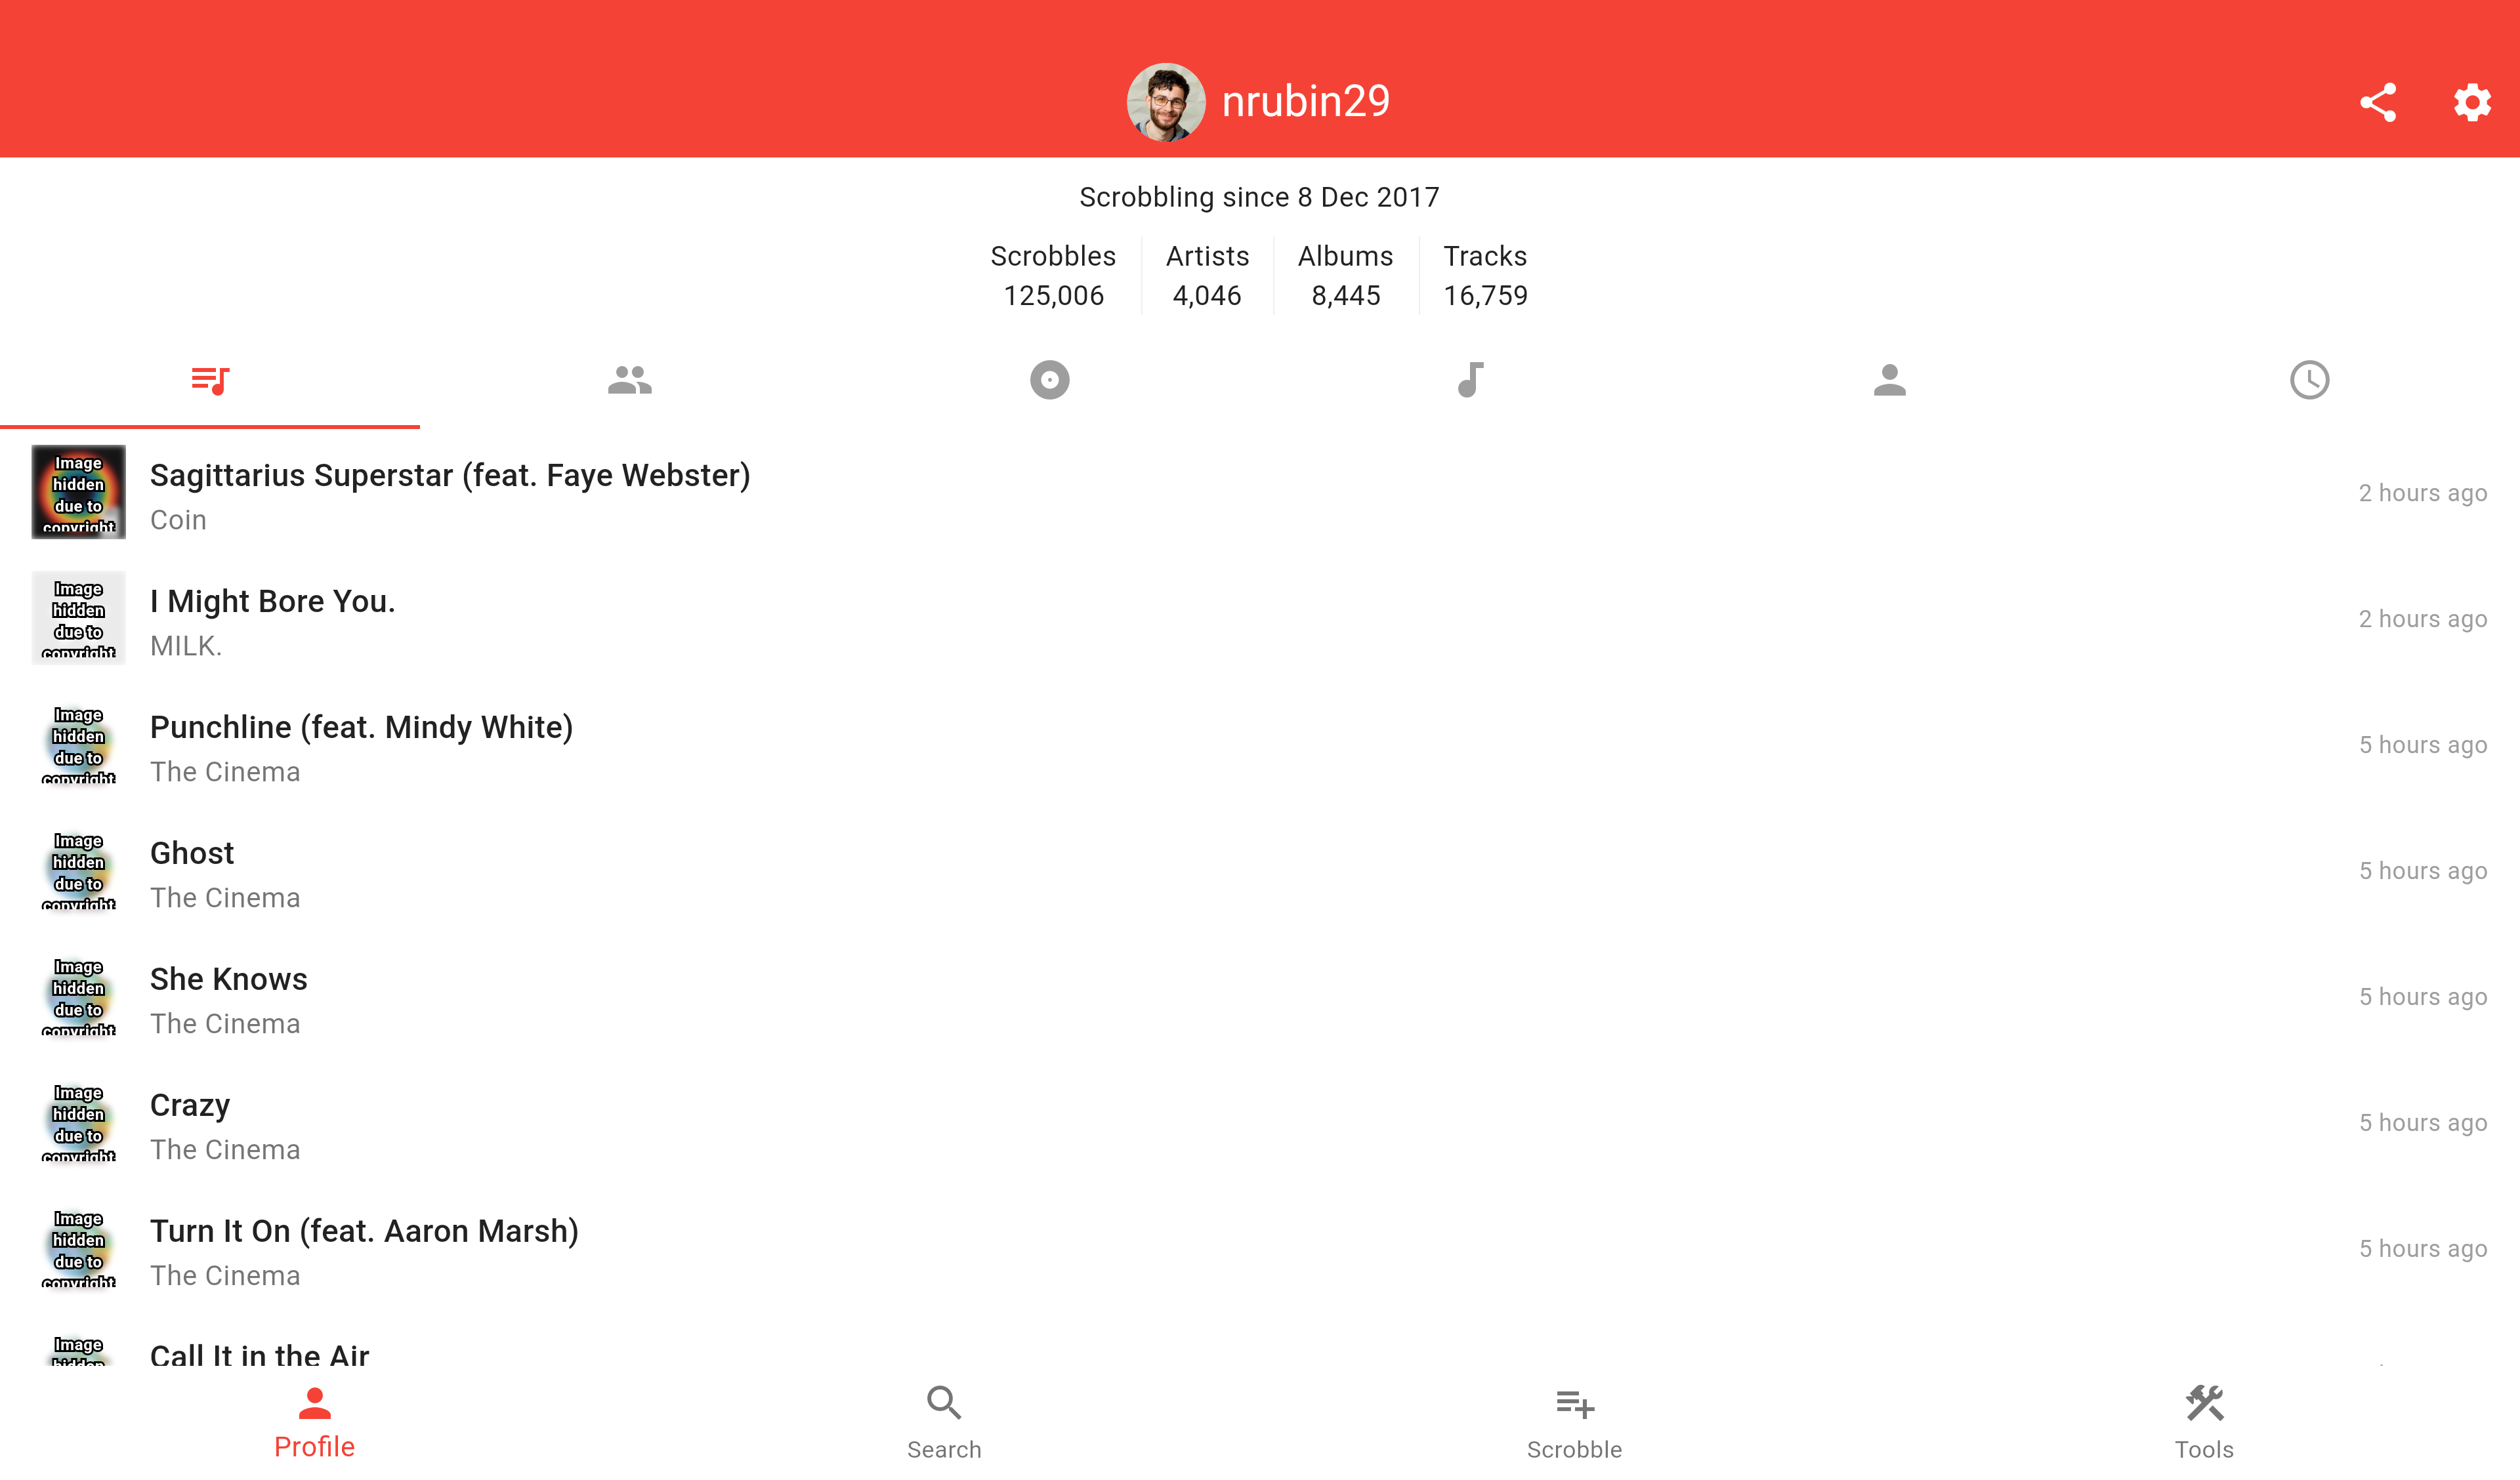 nrubin29
Scrobbling since 8 Dec 2017
Scrobbles Artists Albums Tracks
125,006 4,046 8,445 16,759
Image
hidden
due to
copyright
Sagittarius Superstar (feat. Faye Webster)
Coin
2 hours ago
Image
hidden
due to
copyright
I Might Bore You.
MILK.
2 hours ago
Image
hidden
due to
copyright
Punchline (feat. Mindy White)
The Cinema
5 hours ago
Image
hidden
due to
copyright
Ghost
The Cinema
5 hours ago
Image
hidden
due to
copyright
She Knows
The Cinema
5 hours ago
Image
hidden
due to
copyright
Crazy
The Cinema
5 hours ago
Image
hidden
due to
copyright
Turn It On (feat. Aaron Marsh)
The Cinema
5 hours ago
Image
hidden
Call It in the Air
Profile Search Scrobble Tools